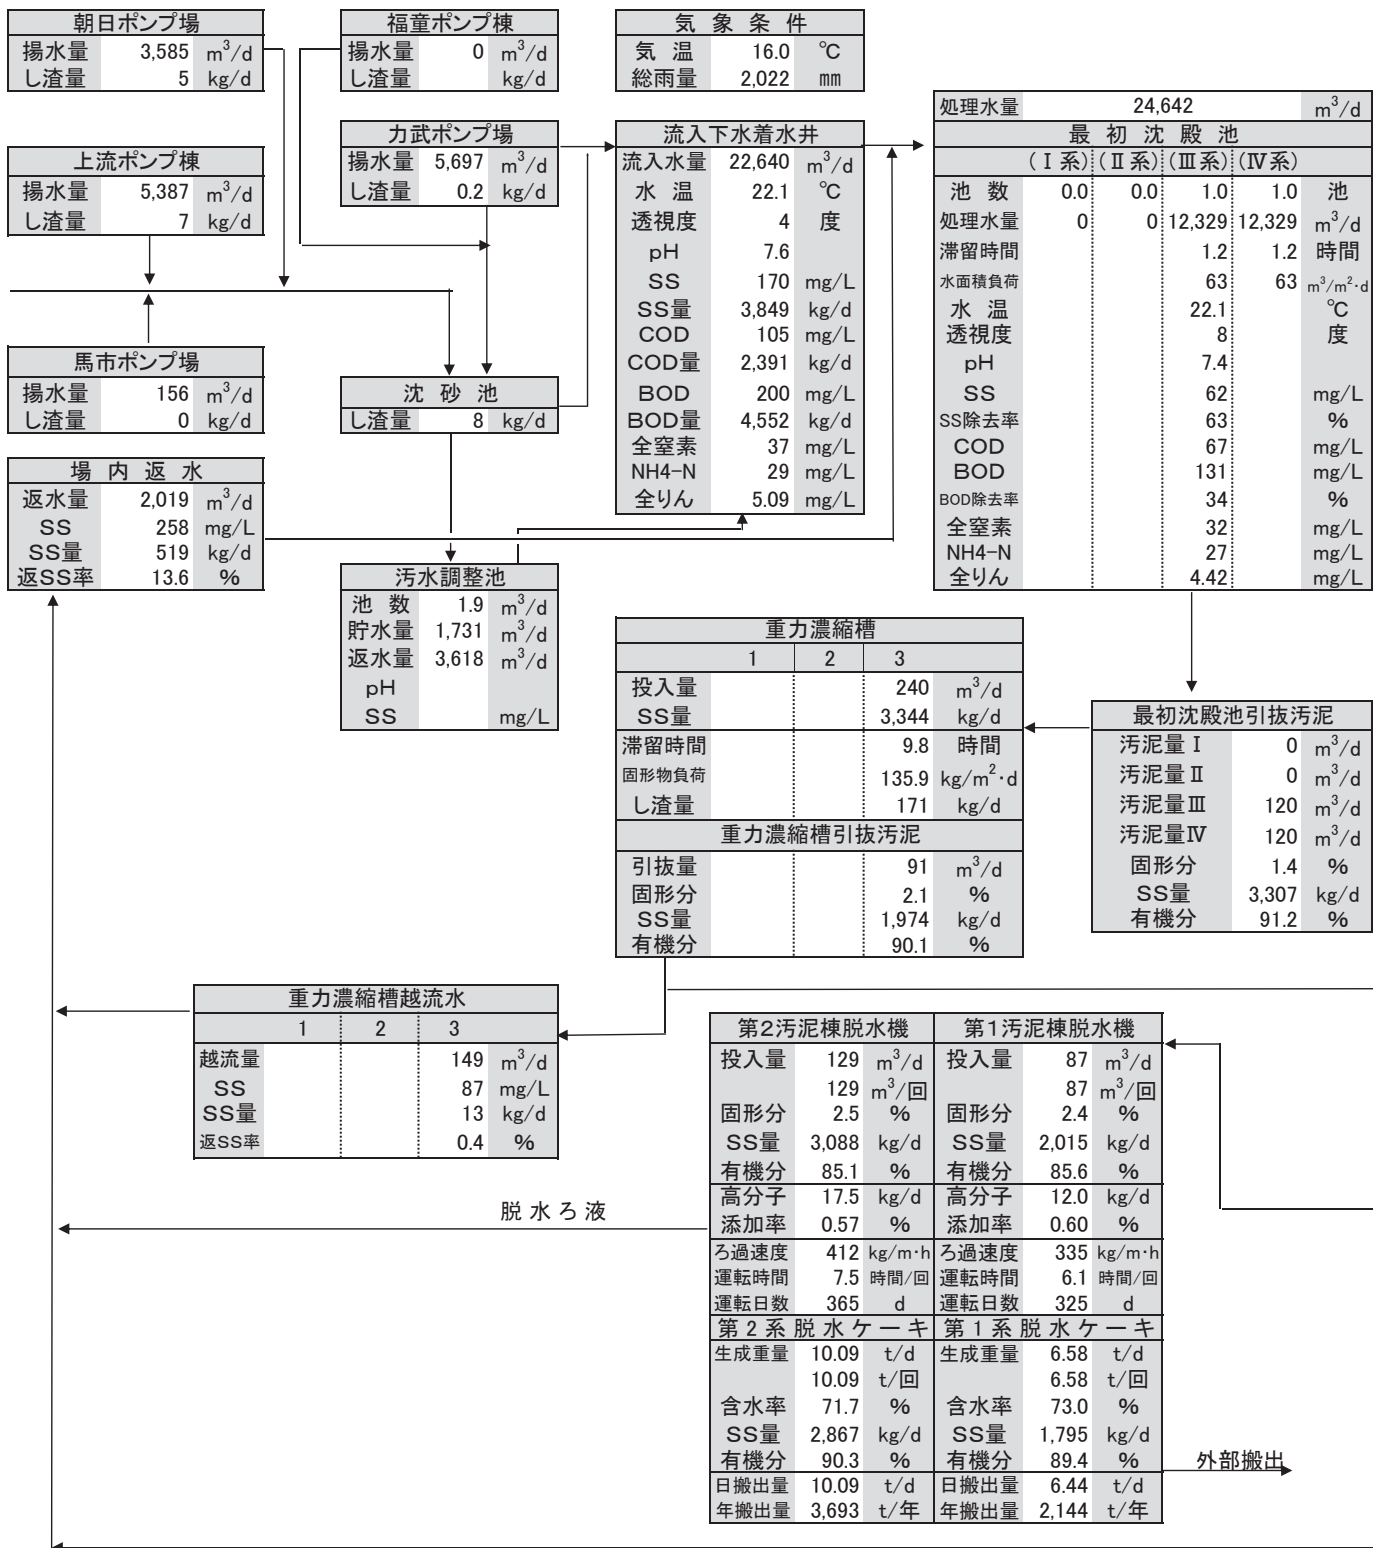 朝日ポンプ場
揚水量 3,585 m³/d
し渣量 5 kg/d
福童ポンプ棟
揚水量 0 m³/d
し渣量 kg/d
気 象 条 件
気 温 16.0 ℃
総雨量 2,022 mm
上流ポンプ棟
揚水量 5,387 m³/d
し渣量 7 kg/d
力武ポンプ場
揚水量 5,697 m³/d
し渣量 0.2 kg/d
馬市ポンプ場
揚水量 156 m³/d
し渣量 0 kg/d
沈 砂 池
し渣量 8 kg/d
流入下水着水井
流入水量 22,640 m³/d
水 温 22.1 ℃
透視度 4 度
pH 7.6
SS 170 mg/L
SS量 3,849 kg/d
COD 105 mg/L
COD量 2,391 kg/d
BOD 200 mg/L
BOD量 4,552 kg/d
全窒素 37 mg/L
NH4-N 29 mg/L
全りん 5.09 mg/L
処理水量 24,642 m³/d
最 初 沈 殿 池
(Ⅰ系) (Ⅱ系) (Ⅲ系) (Ⅳ系)
池 数 0.0 0.0 1.0 1.0 池
処理水量 0 0 12,329 12,329 m³/d
滞留時間 1.2 1.2 時間
水面積負荷 63 63 m³/m²・d
水 温 22.1 ℃
透視度 8 度
pH 7.4
SS 62 mg/L
SS除去率 63 %
COD 67 mg/L
BOD 131 mg/L
BOD除去率 34 %
全窒素 32 mg/L
NH4-N 27 mg/L
全りん 4.42 mg/L
場 内 返 水
返水量 2,019 m³/d
SS 258 mg/L
SS量 519 kg/d
返SS率 13.6 %
汚水調整池
池 数 1.9 m³/d
貯水量 1,731 m³/d
返水量 3,618 m³/d
pH
SS mg/L
重力濃縮槽
1 2 3
投入量 240 m³/d
SS量 3,344 kg/d
滞留時間 9.8 時間
固形物負荷 135.9 kg/m²・d
し渣量 171 kg/d
重力濃縮槽引抜汚泥
引抜量 91 m³/d
固形分 2.1 %
SS量 1,974 kg/d
有機分 90.1 %
最初沈殿池引抜汚泥
汚泥量Ⅰ 0 m³/d
汚泥量Ⅱ 0 m³/d
汚泥量Ⅲ 120 m³/d
汚泥量Ⅳ 120 m³/d
固形分 1.4 %
SS量 3,307 kg/d
有機分 91.2 %
重力濃縮槽越流水
1 2 3
越流量 149 m³/d
SS 87 mg/L
SS量 13 kg/d
返SS率 0.4 %
脱水ろ液
第2汚泥棟脱水機 第1汚泥棟脱水機
投入量 129 m³/d 投入量 87 m³/d
129 m³/回 87 m³/回
固形分 2.5 % 固形分 2.4 %
SS量 3,088 kg/d SS量 2,015 kg/d
有機分 85.1 % 有機分 85.6 %
高分子 17.5 kg/d 高分子 12.0 kg/d
添加率 0.57 % 添加率 0.60 %
ろ過速度 412 kg/m・h ろ過速度 335 kg/m・h
運転時間 7.5 時間/回 運転時間 6.1 時間/回
運転日数 365 d 運転日数 325 d
第2系脱水ケーキ 第1系脱水ケーキ
生成重量 10.09 t/d 生成重量 6.58 t/d
10.09 t/回 6.58 t/回
含水率 71.7 % 含水率 73.0 %
SS量 2,867 kg/d SS量 1,795 kg/d
有機分 90.3 % 有機分 89.4 %
日搬出量 10.09 t/d 日搬出量 6.44 t/d
年搬出量 3,693 t/年 年搬出量 2,144 t/年
外部搬出